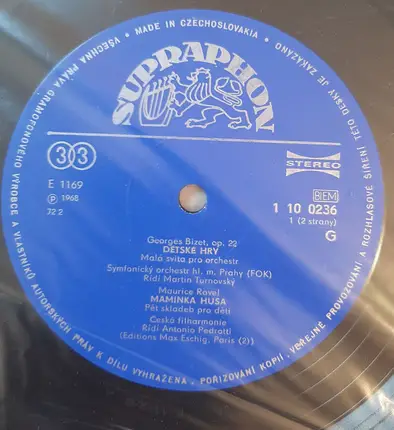 VŠECHNA PRÁVA GRAMOFONOVÉHO VÝROBCE A VLASTNÍKŮ AUTORSKÝCH PRÁV K DÍLU VYHRAŽENA. POŘIZOVÁNÍ KOPIÍ, VEŘEJNÉ PROVOZOVÁNÍ A ROZHLASOVÉ ŠÍŘENÍ TÉTO DESKY JE ZAKÁZÁNO
MADE IN CZECHOSLOVAKIA
SUPRAPHON
33
STEREO
E 1169
℗ 1968
72 2
BIEM
1 10 0236
1 (2 strany)
G
Georges Bizet, op. 22
DĚTSKÉ HRY
Malá svita pro orchestr
Symfonický orchestr hl. m. Prahy (FOK)
Řídí Martin Turnovský
Maurice Ravel
MAMINKA HUSA
Pět skladeb pro děti
Česká filharmonie
Řídí Antonio Pedrotti
(Editions Max Eschig, Paris (2))